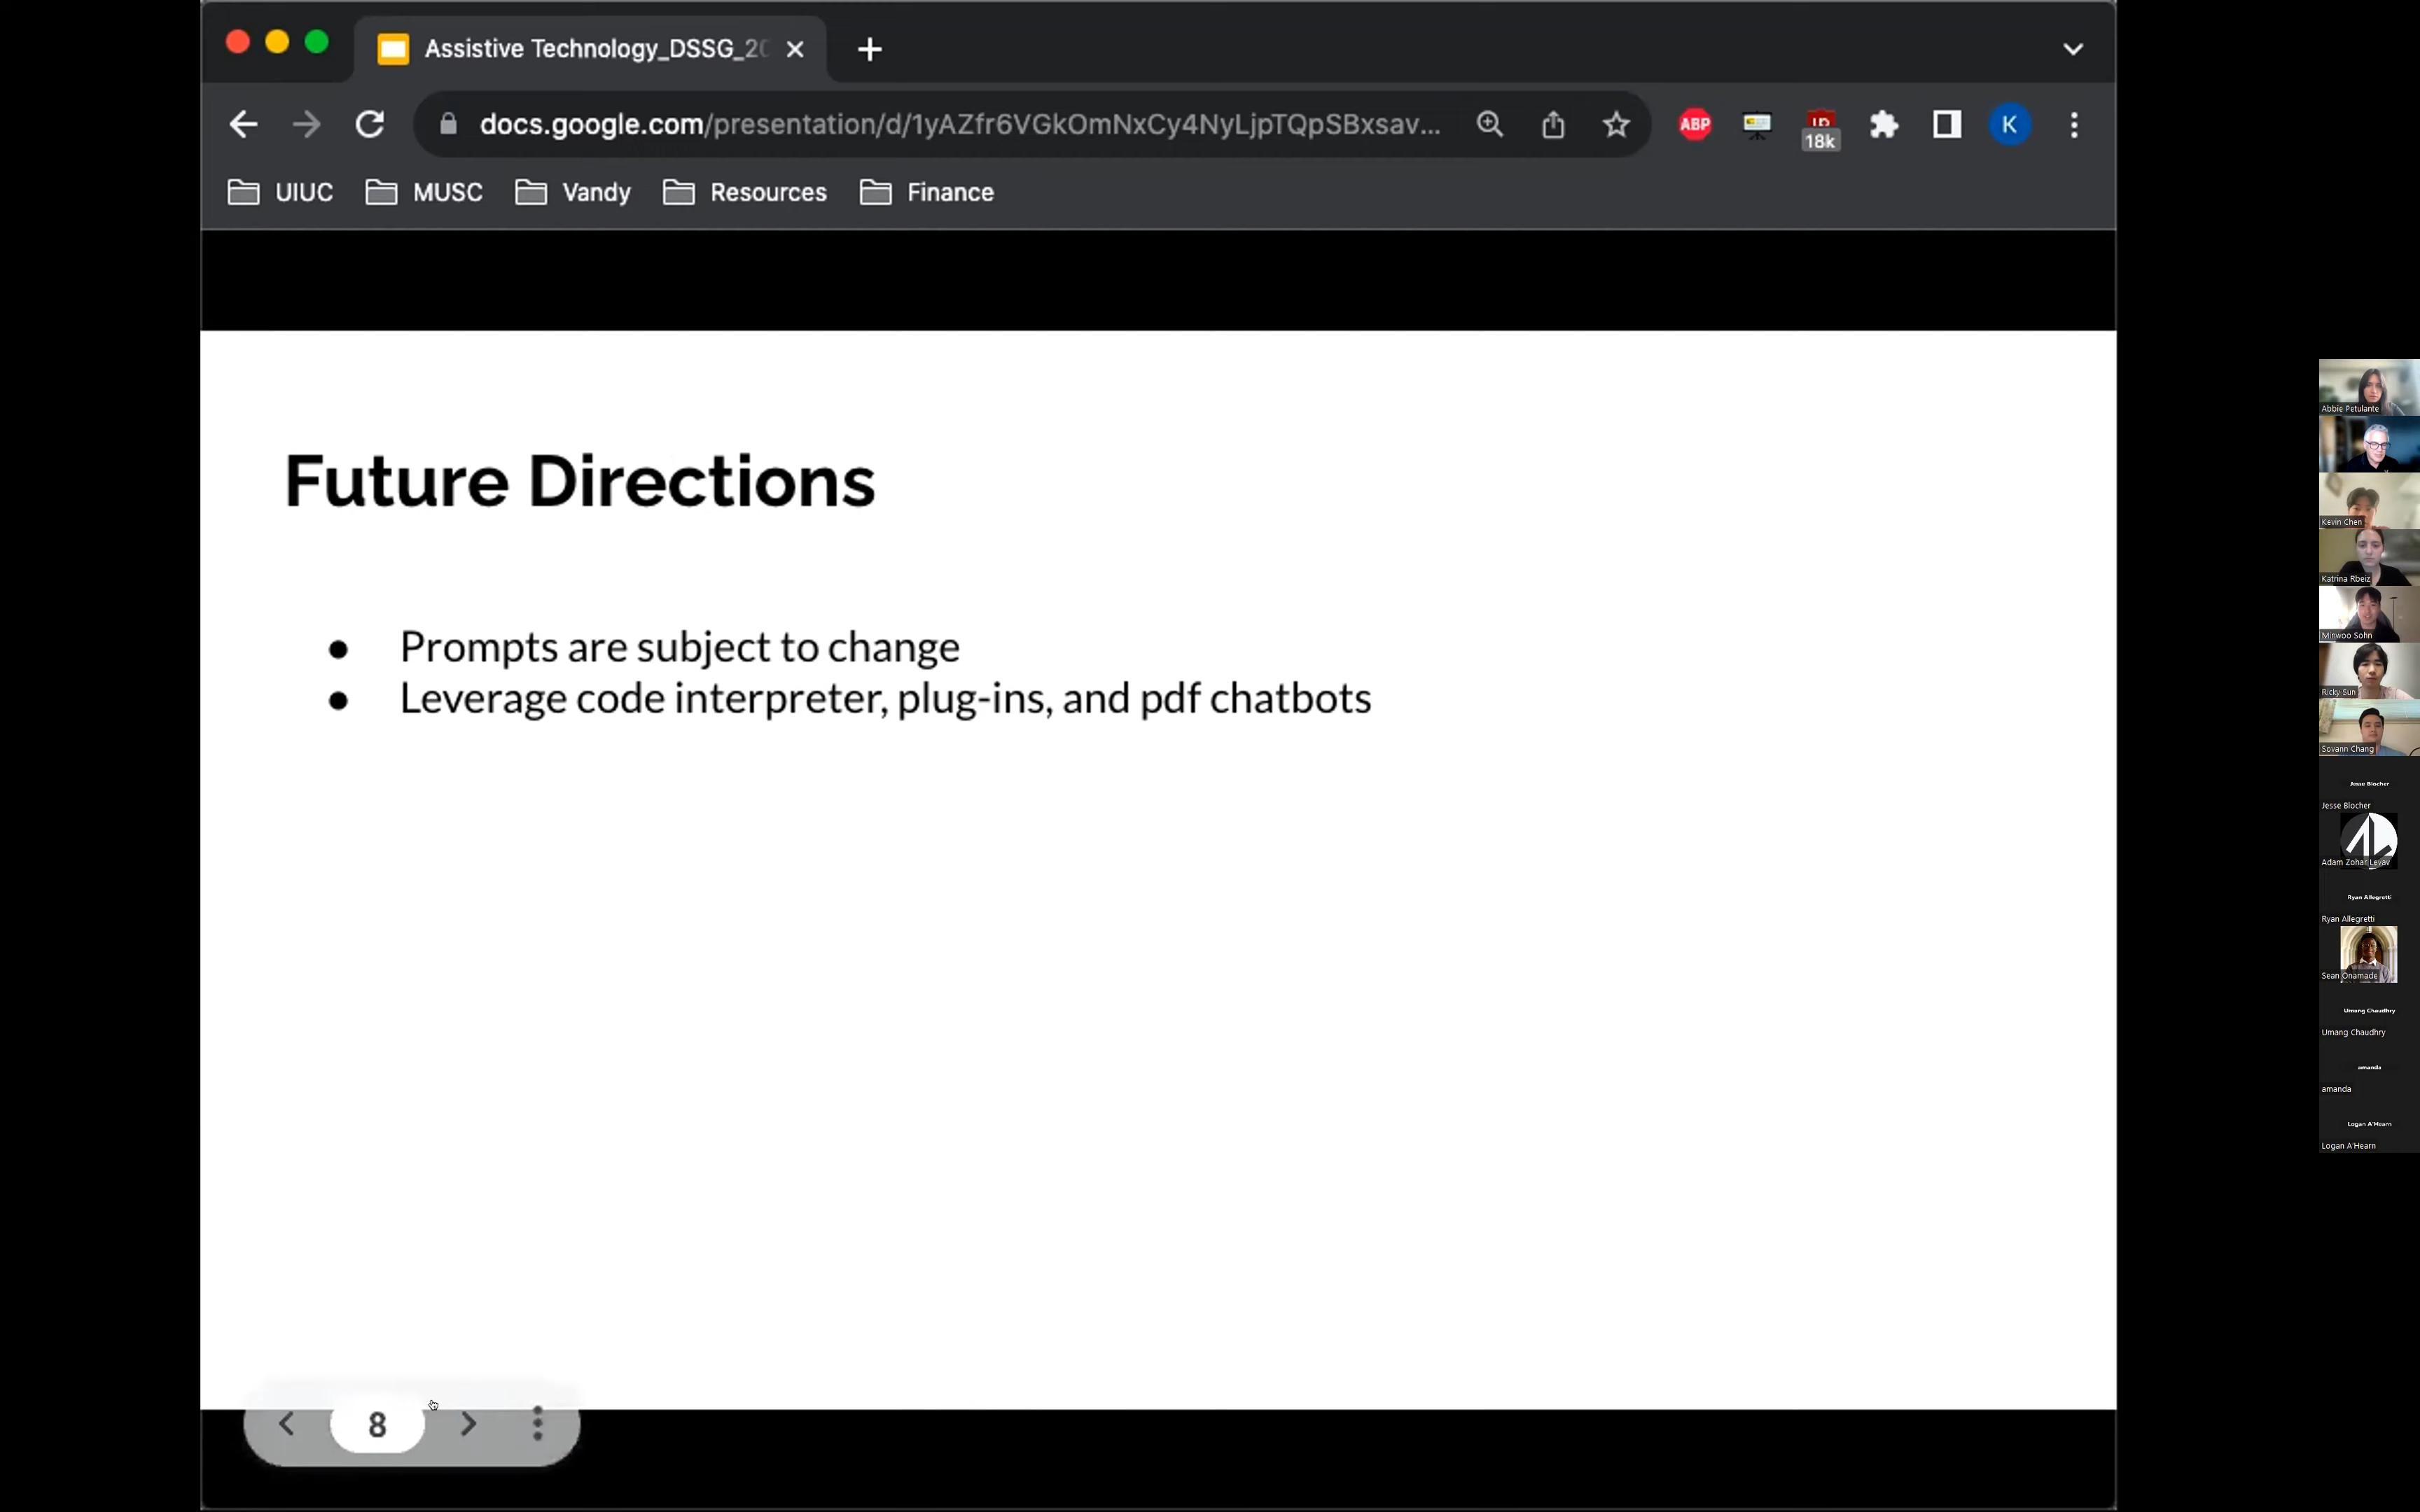 Assistive Technology_DSSG_20
docs.google.com/presentation/d/1yAZfr6VGkOmNxCy4NyLjpTQpSBxsav...
ABP
18k
K
UIUC
MUSC
Vandy
Resources
Finance
Future Directions
● Prompts are subject to change
● Leverage code interpreter, plug-ins, and pdf chatbots
8
Abbie Petulante
Kevin Chen
Katrina Rbeiz
Minwoo Sohn
Ricky Sun
Sovann Chang
Jesse Blocher
Jesse Blocher
Adam Zohar Levav
Ryan Allegretti
Ryan Allegretti
Sean Onamade
Umang Chaudhry
Umang Chaudhry
amanda
amanda
Logan A'Hearn
Logan A'Hearn